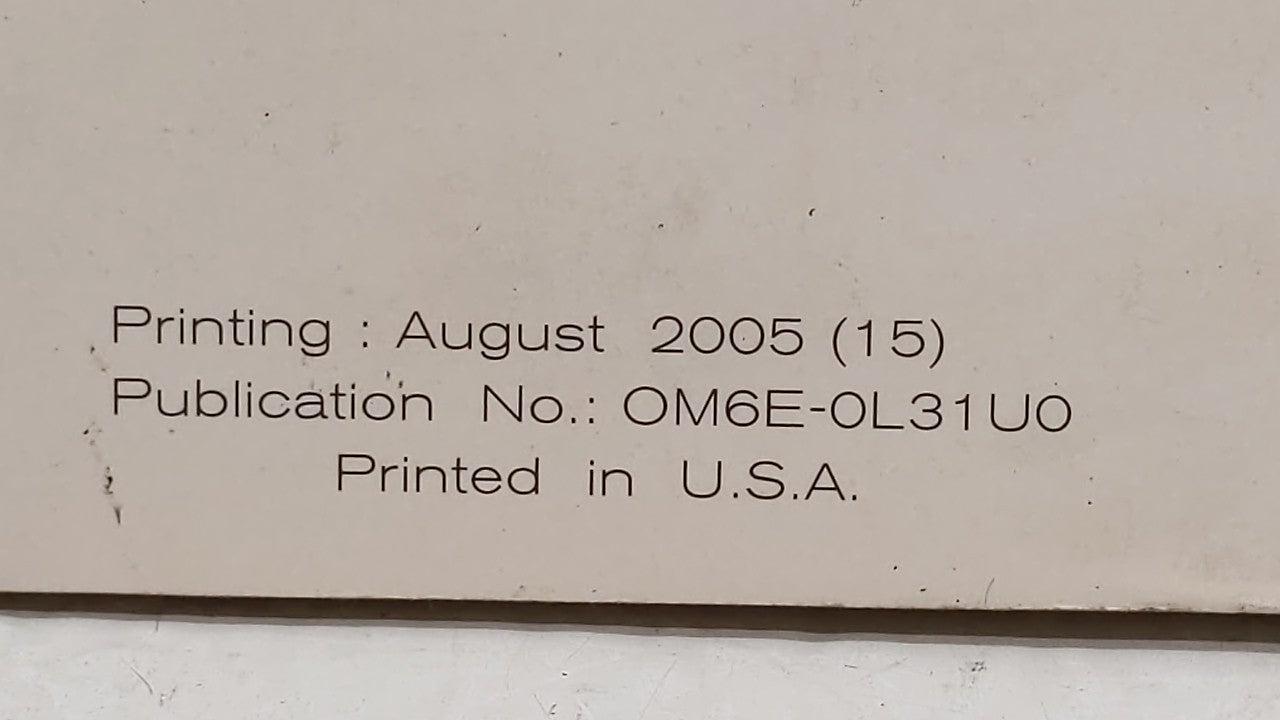 Printing : August 2005 (15)
Publication No.: OM6E-0L31U0
Printed in U.S.A.